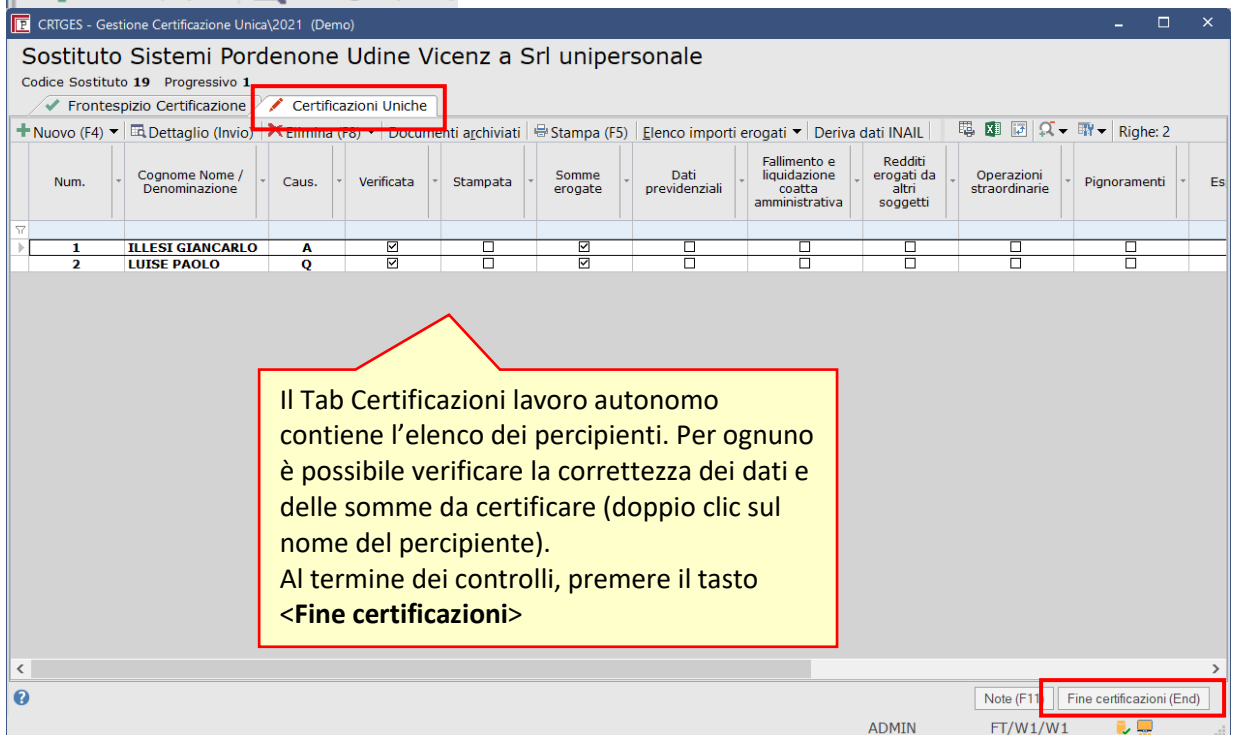 CRTGES - Gestione Certificazione Unica\2021 (Demo)
Sostituto Sistemi Pordenone Udine Vicenz a Srl unipersonale
Codice Sostituto 19 Progressivo 1
Frontespizio Certificazione Certificazioni Uniche
Nuovo (F4) Dettaglio (Invio) Elimina (F8) Documenti archiviati Stampa (F5) Elenco importi erogati Deriva dati INAIL Righe: 2
Num. Cognome Nome / Denominazione Caus. Verificata Stampata Somme erogate Dati previdenziali Fallimento e liquidazione coatta amministrativa Redditi erogati da altri soggetti Operazioni straordinarie Pignoramenti Es
1 ILLESI GIANCARLO A
2 LUISE PAOLO Q
Il Tab Certificazioni lavoro autonomo
contiene l’elenco dei percipienti. Per ognuno
è possibile verificare la correttezza dei dati e
delle somme da certificare (doppio clic sul
nome del percipiente).
Al termine dei controlli, premere il tasto
<Fine certificazioni>
Note (F11) Fine certificazioni (End)
ADMIN FT/W1/W1